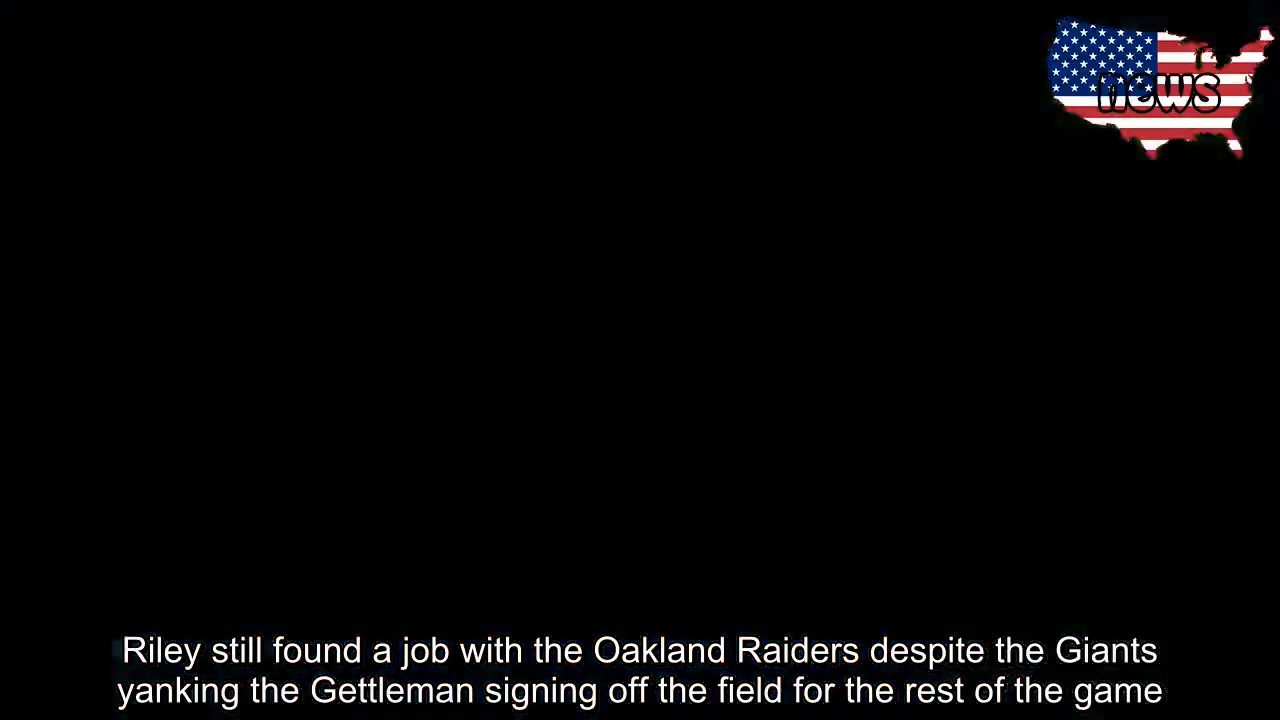 news
Riley still found a job with the Oakland Raiders despite the Giants
yanking the Gettleman signing off the field for the rest of the game